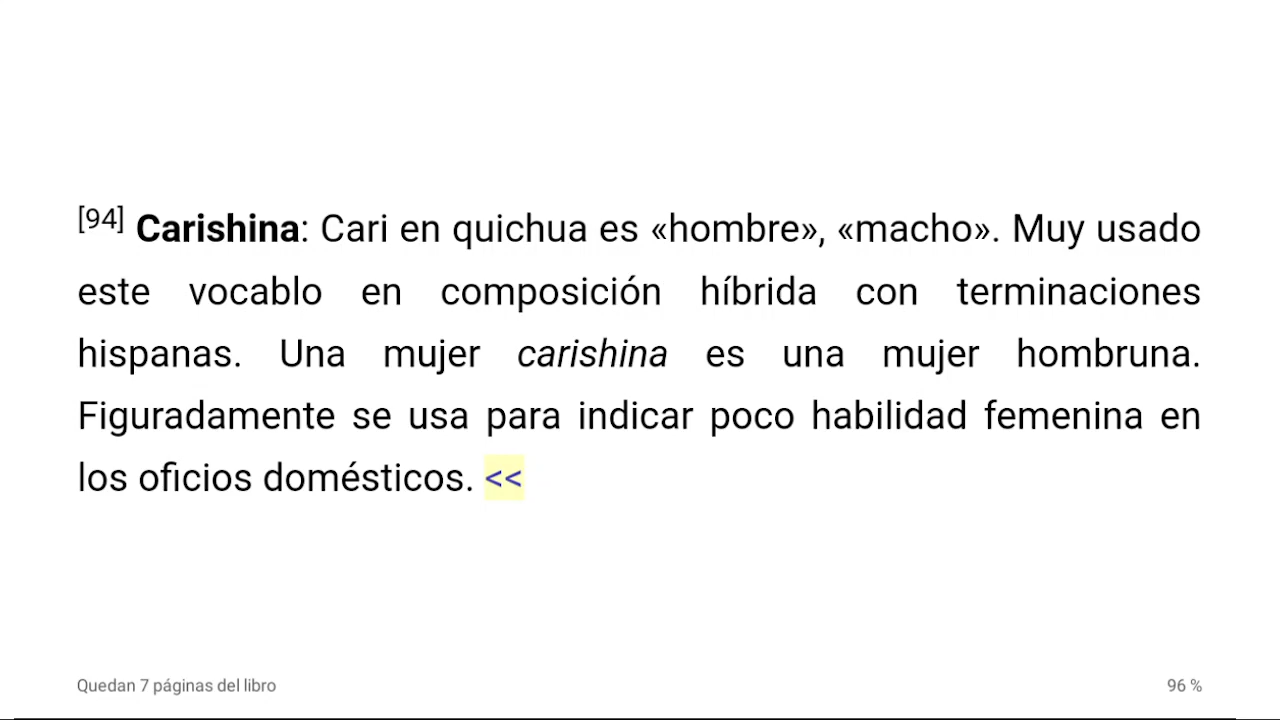 [94] Carishina: Cari en quichua es «hombre», «macho». Muy usado
este vocablo en composición híbrida con terminaciones
hispanas. Una mujer carishina es una mujer hombruna.
Figuradamente se usa para indicar poco habilidad femenina en
los oficios domésticos. <<
Quedan 7 páginas del libro
96 %